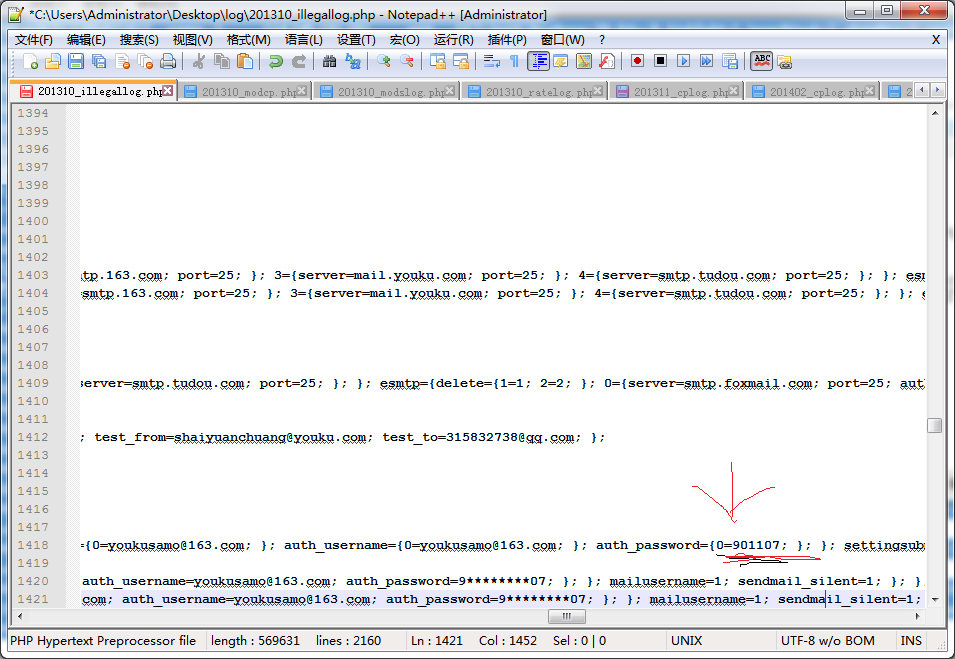 *C:\Users\Administrator\Desktop\log\201310_illegallog.php - Notepad++ [Administrator]
文件(F) 编辑(E) 搜索(S) 视图(V) 格式(M) 语言(L) 设置(T) 宏(O) 运行(R) 插件(P) 窗口(W) ? X
201310_illegallog.php 201310_modcp.php 201310_modslog.php 201310_ratelog.php 201311_cplog.php 201402_cplog.php 2
1394
1395
1396
1397
1398
1399
1400
1401
1402
1403 tp.163.com; port=25; }; 3={server=mail.youku.com; port=25; }; 4={server=smtp.tudou.com; port=25; }; }; esm
1404 smtp.163.com; port=25; }; 3={server=mail.youku.com; port=25; }; 4={server=smtp.tudou.com; port=25; }; }; e
1405
1406
1407
1408
1409 server=smtp.tudou.com; port=25; }; }; esmtp={delete={1=1; 2=2; }; 0={server=smtp.foxmail.com; port=25; aut
1410
1411
1412 ; test_from=shaiyuanchuang@youku.com; test_to=315832738@qq.com; };
1413
1414
1415
1416
1417
1418 ={0=youkusamo@163.com; }; auth_username={0=youkusamo@163.com; }; auth_password={0=901107; }; }; settingsub
1419
1420 auth_username=youkusamo@163.com; auth_password=9********07; }; }; mailusername=1; sendmail_silent=1; }; }
1421 com; auth_username=youkusamo@163.com; auth_password=9********07; }; }; mailusername=1; sendmail_silent=1;
PHP Hypertext Preprocessor file length : 569631 lines : 2160 Ln : 1421 Col : 1452 Sel : 0 | 0 UNIX UTF-8 w/o BOM INS